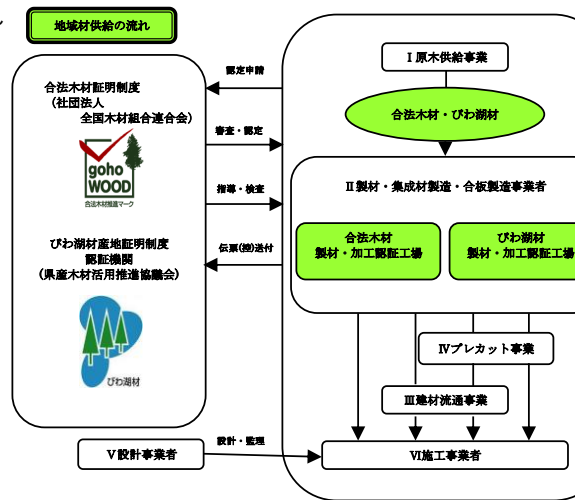 地域材供給の流れ
合法木材証明制度
(社団法人
全国木材組合連合会)
goho
WOOD
合法木材推進マーク
びわ湖材産地証明制度
認証機関
(県産木材活用推進協議会)
びわ湖材
認定申請
審査・認定
指導・検査
伝票(控)送付
Ⅰ原木供給事業
合法木材・びわ湖材
Ⅱ製材・集成材製造・合板製造事業者
合法木材
製材・加工認証工場
びわ湖材
製材・加工認証工場
Ⅳプレカット事業
Ⅲ建材流通事業
Ⅴ設計事業者
設計・監理
Ⅵ施工事業者